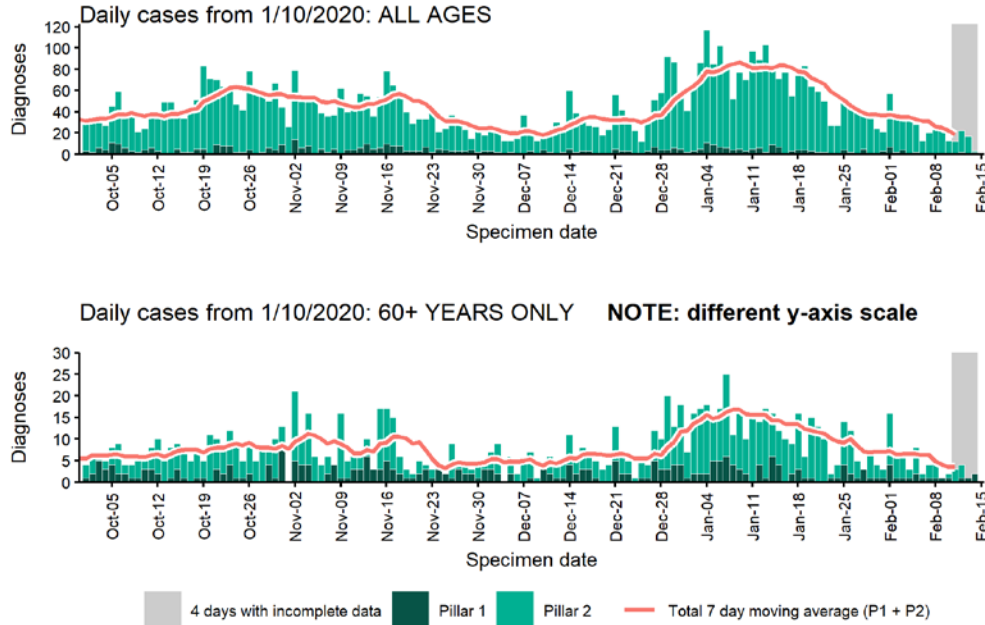 Daily cases from 1/10/2020: ALL AGES
Diagnoses
120
100
80
60
40
20
0
Oct-05
Oct-12
Oct-19
Oct-26
Nov-02
Nov-09
Nov-16
Nov-23
Nov-30
Dec-07
Dec-14
Dec-21
Dec-28
Jan-04
Jan-11
Jan-18
Jan-25
Feb-01
Feb-08
Feb-15
Specimen date
Daily cases from 1/10/2020: 60+ YEARS ONLY NOTE: different y-axis scale
Diagnoses
30
25
20
15
10
5
0
Oct-05
Oct-12
Oct-19
Oct-26
Nov-02
Nov-09
Nov-16
Nov-23
Nov-30
Dec-07
Dec-14
Dec-21
Dec-28
Jan-04
Jan-11
Jan-18
Jan-25
Feb-01
Feb-08
Feb-15
Specimen date
4 days with incomplete data Pillar 1 Pillar 2 Total 7 day moving average (P1 + P2)